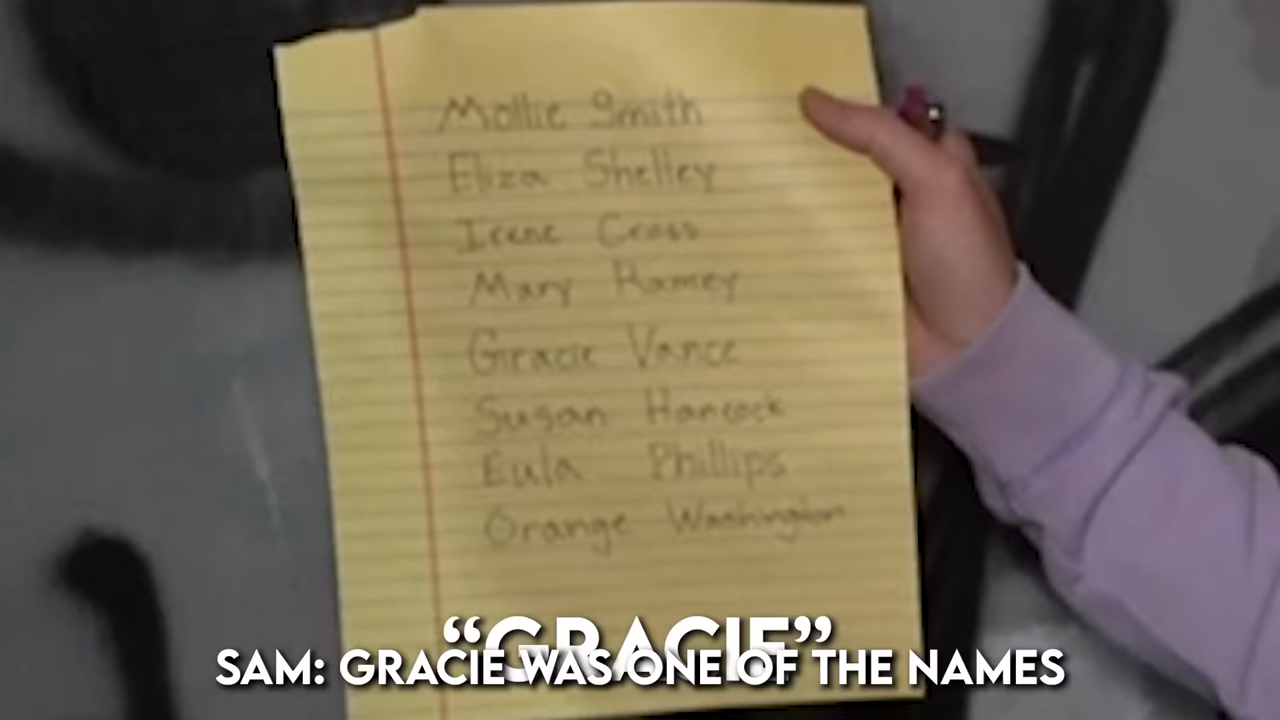 Mollie Smith
Eliza Shelley
Irene Cross
Mary Ramey
Gracie Vance
Susan Hancock
Eula Phillips
Orange Washington
“GRACIE”
SAM: GRACIE WAS ONE OF THE NAMES